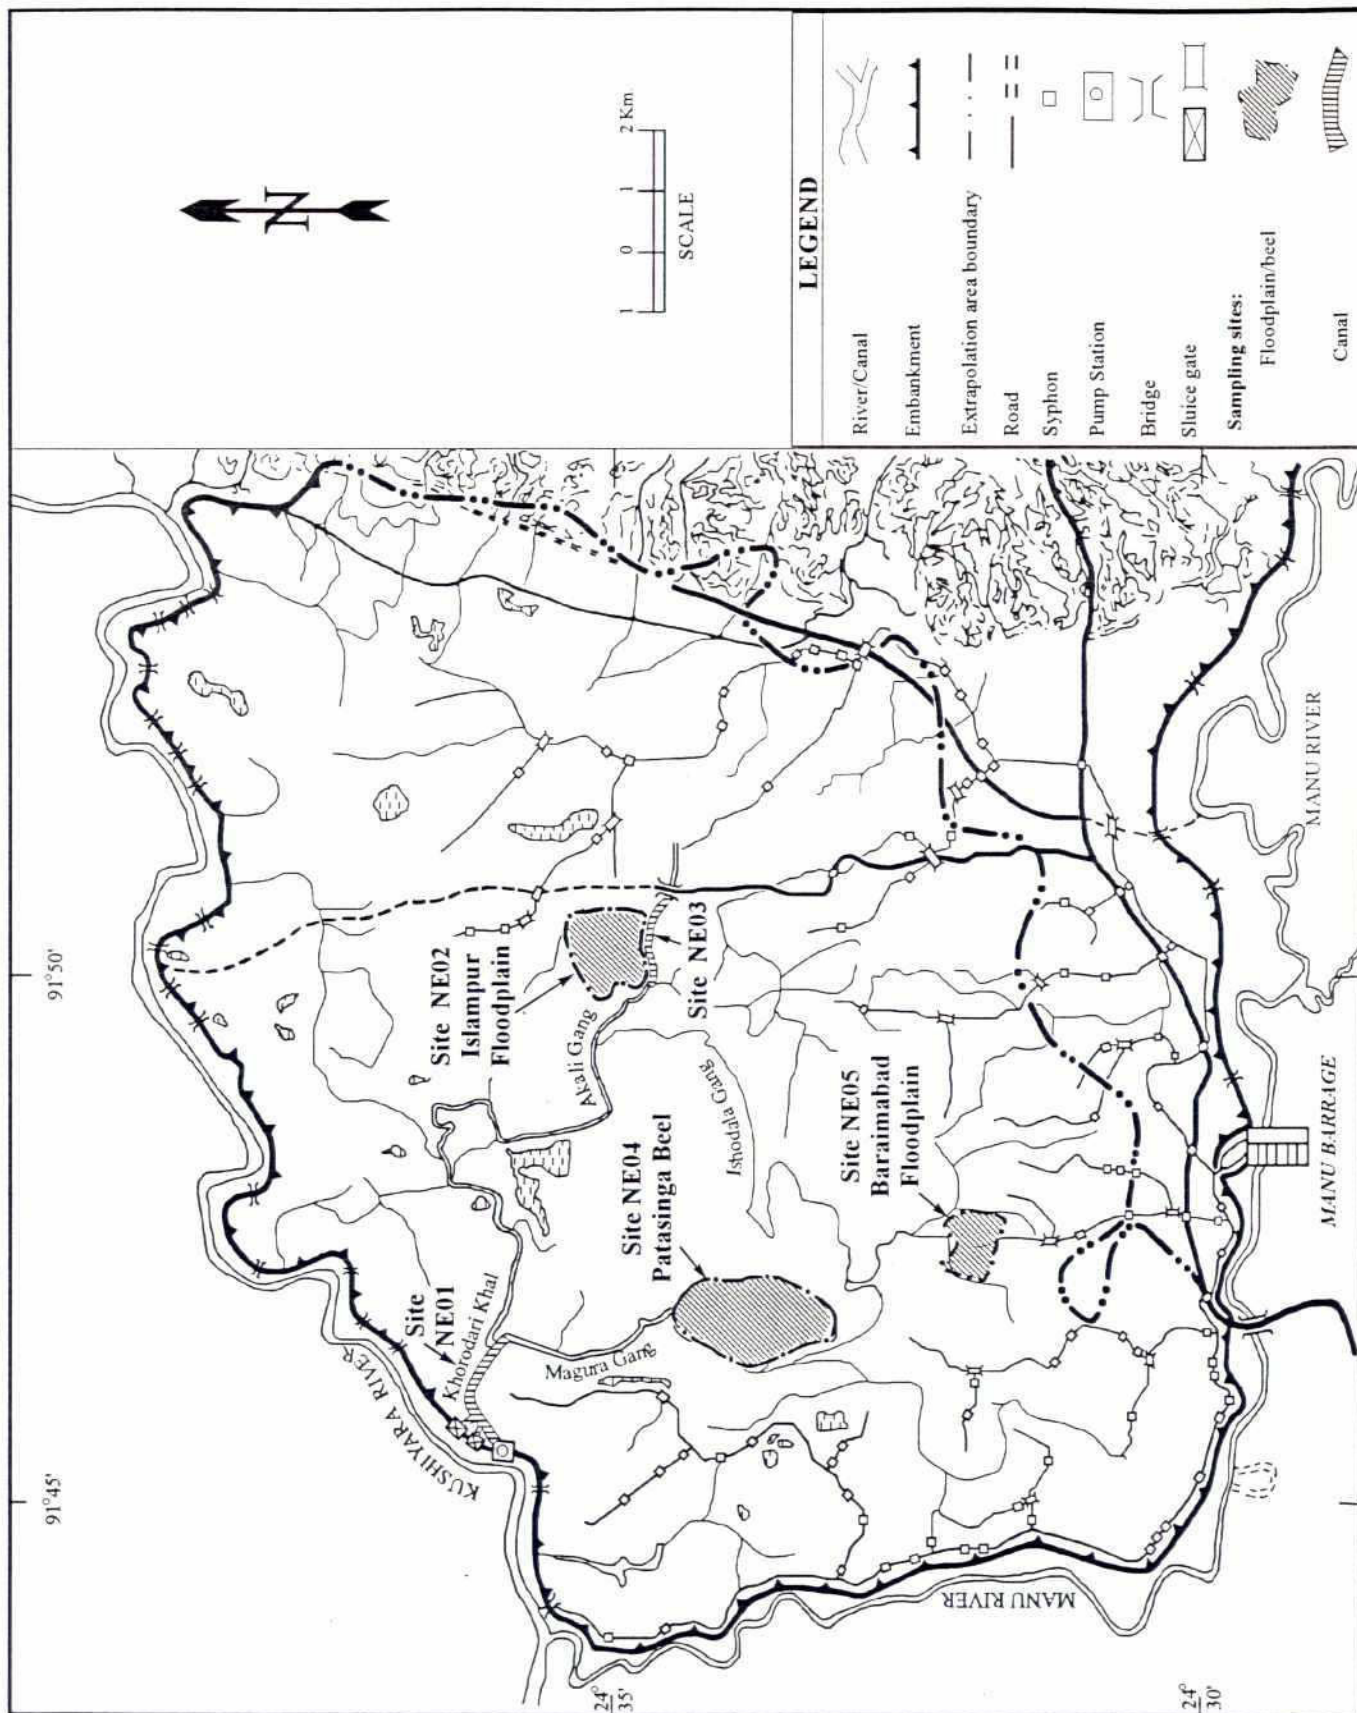 91°45'
91°50'
KUSHIYARA RIVER
Site
NE01
Khorodari Khal
Site NE02
Islampur
Floodplain
Akali Gang
Site NE03
Magura Gang
Site NE04
Patasinga Beel
Ishodala Gang
Site NE05
Baraimabad
Floodplain
MANU RIVER
MANU BARRAGE
MANU RIVER
24°
35'
24°
30'
N
1 0 1 2 Km
SCALE
LEGEND
River/Canal
Embankment
Extrapolation area boundary
Road
Syphon
Pump Station
Bridge
Sluice gate
Sampling sites:
Floodplain/beel
Canal